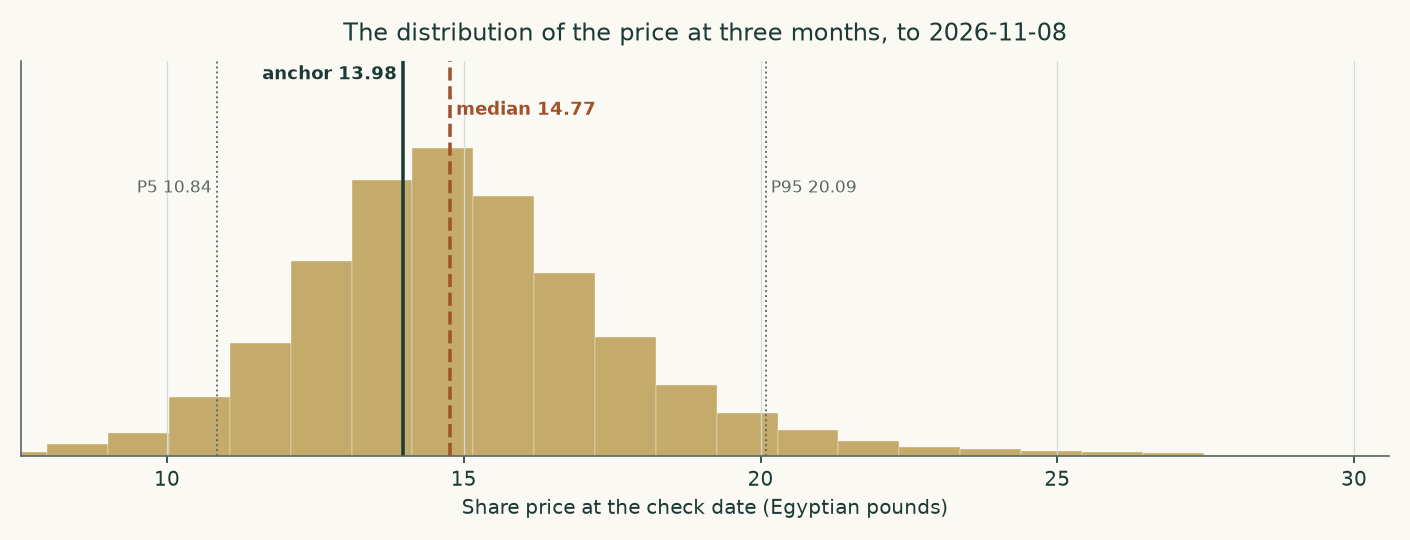 The distribution of the price at three months, to 2026-11-08
anchor 13.98
median 14.77
P5 10.84
P95 20.09
10
15
20
25
30
Share price at the check date (Egyptian pounds)